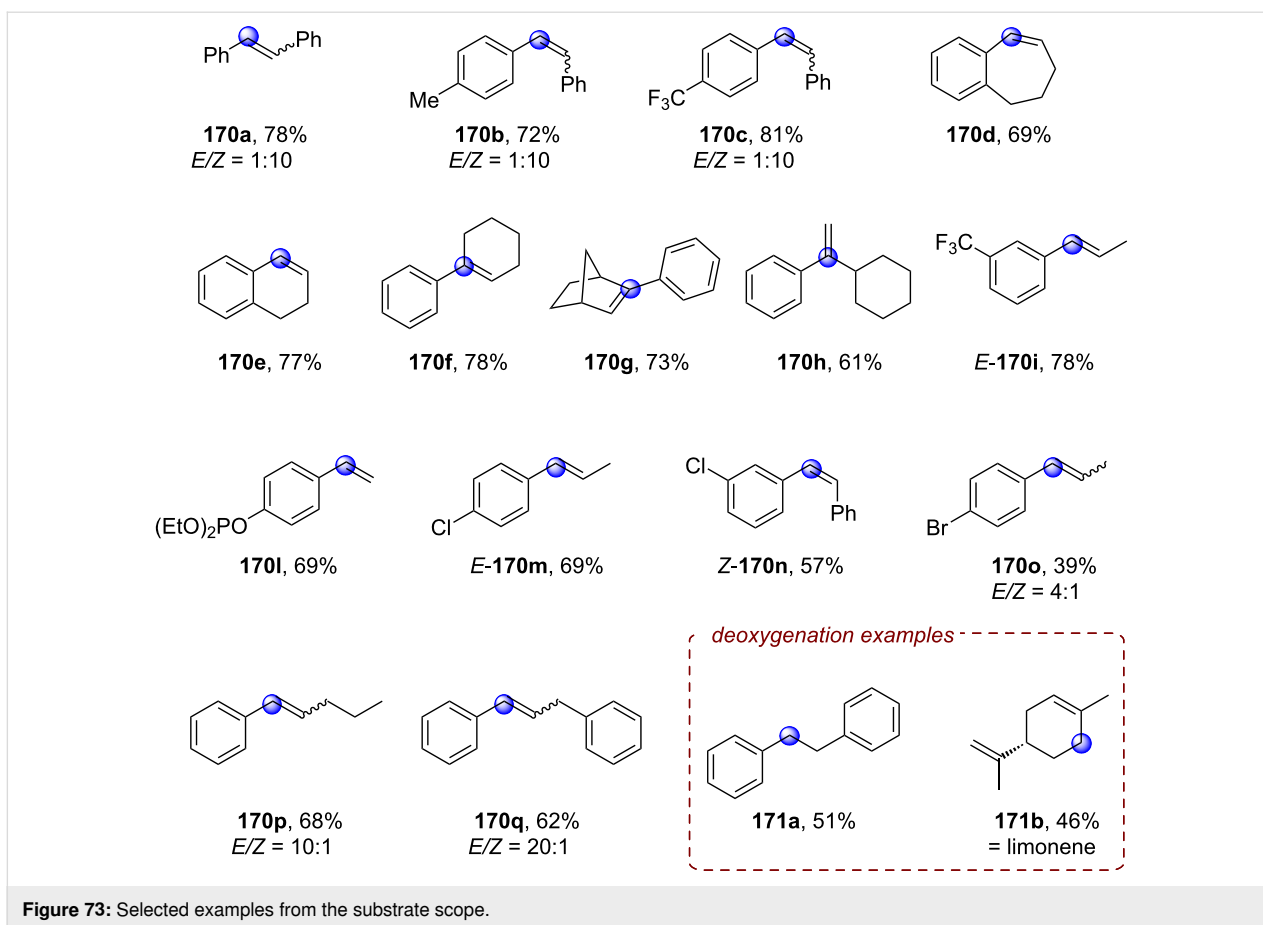 Ph
Ph
Me
Ph
F₃C
Ph
170a, 78%
E/Z = 1:10
170b, 72%
E/Z = 1:10
170c, 81%
E/Z = 1:10
170d, 69%
F₃C
170e, 77%
170f, 78%
170g, 73%
170h, 61%
E-170i, 78%
(EtO)₂PO
Cl
Cl
Ph
Br
170l, 69%
E-170m, 69%
Z-170n, 57%
170o, 39%
E/Z = 4:1
deoxygenation examples
170p, 68%
E/Z = 10:1
170q, 62%
E/Z = 20:1
171a, 51%
171b, 46%
= limonene
Figure 73: Selected examples from the substrate scope.